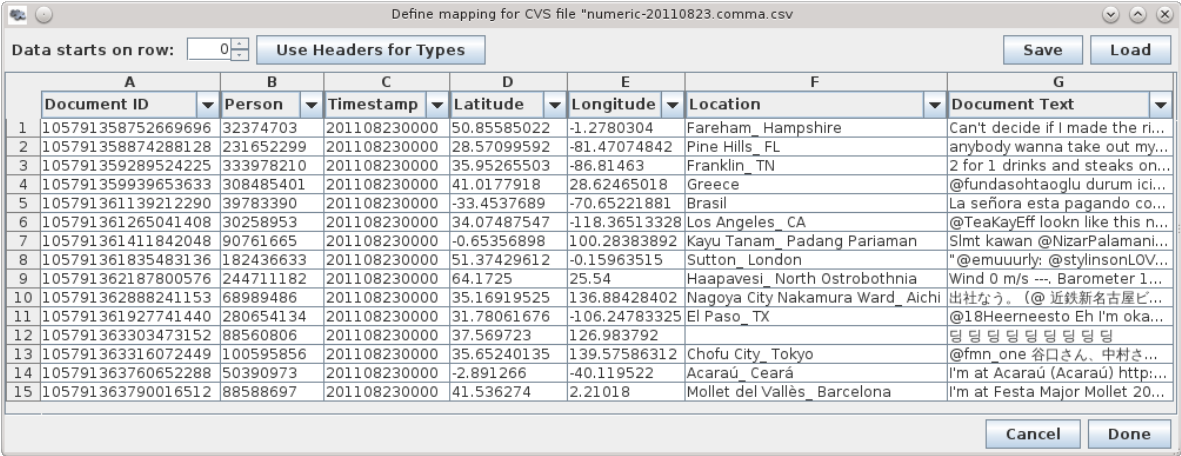 Define mapping for CVS file "numeric-20110823.comma.csv
Data starts on row: 0 Use Headers for Types Save Load
A B C D E F G
Document ID Person Timestamp Latitude Longitude Location Document Text
1 105791358752669696 32374703 201108230000 50.85585022 -1.2780304 Fareham_ Hampshire Can't decide if I made the ri...
2 105791358874288128 231652299 201108230000 28.57099592 -81.47074842 Pine Hills_ FL anybody wanna take out my...
3 105791359289524225 333978210 201108230000 35.95265503 -86.81463 Franklin_ TN 2 for 1 drinks and steaks on...
4 105791359939653633 308485401 201108230000 41.0177918 28.62465018 Greece @fundasohtaoglu durum ici...
5 105791361139212290 39783390 201108230000 -33.4537689 -70.65221881 Brasil La señora esta pagando co...
6 105791361265041408 30258953 201108230000 34.07487547 -118.36513328 Los Angeles_ CA @TeaKayEff lookn like this n...
7 105791361411842048 90761665 201108230000 -0.65356898 100.28383892 Kayu Tanam_ Padang Pariaman Slmt kawan @NizarPalamani...
8 105791361835483136 182436633 201108230000 51.37429612 -0.15963515 Sutton_ London "@emuuurly: @stylinsonLOV...
9 105791362187800576 244711182 201108230000 64.1725 25.54 Haapavesi_ North Ostrobothnia Wind 0 m/s ---. Barometer 1...
10 105791362888241153 68989486 201108230000 35.16919525 136.88428402 Nagoya City Nakamura Ward_ Aichi 出社なう。 (@ 近鉄新名古屋ビ...
11 105791361927741440 280654134 201108230000 31.78061676 -106.24783325 El Paso_ TX @18Heerneesto Eh I'm oka...
12 105791363303473152 88560806 201108230000 37.569723 126.983792 딩 딩 딩 딩 딩 딩 딩 딩 딩
13 105791363316072449 100595856 201108230000 35.65240135 139.57586312 Chofu City_ Tokyo @fmn_one 谷口さん、中村さ...
14 105791363760652288 50390973 201108230000 -2.891266 -40.119522 Acaraú_ Ceará I'm at Acaraú (Acaraú) http:...
15 105791363790016512 88588697 201108230000 41.536274 2.21018 Mollet del Vallès_ Barcelona I'm at Festa Major Mollet 20...
Cancel Done